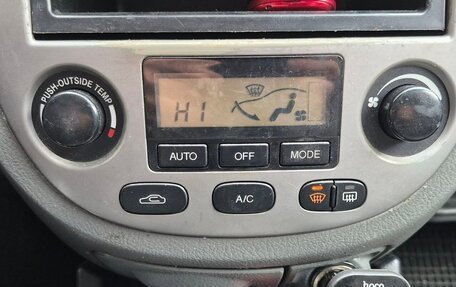 PUSH-OUTSIDE TEMP
HI
AUTO OFF MODE
A/C
hoco